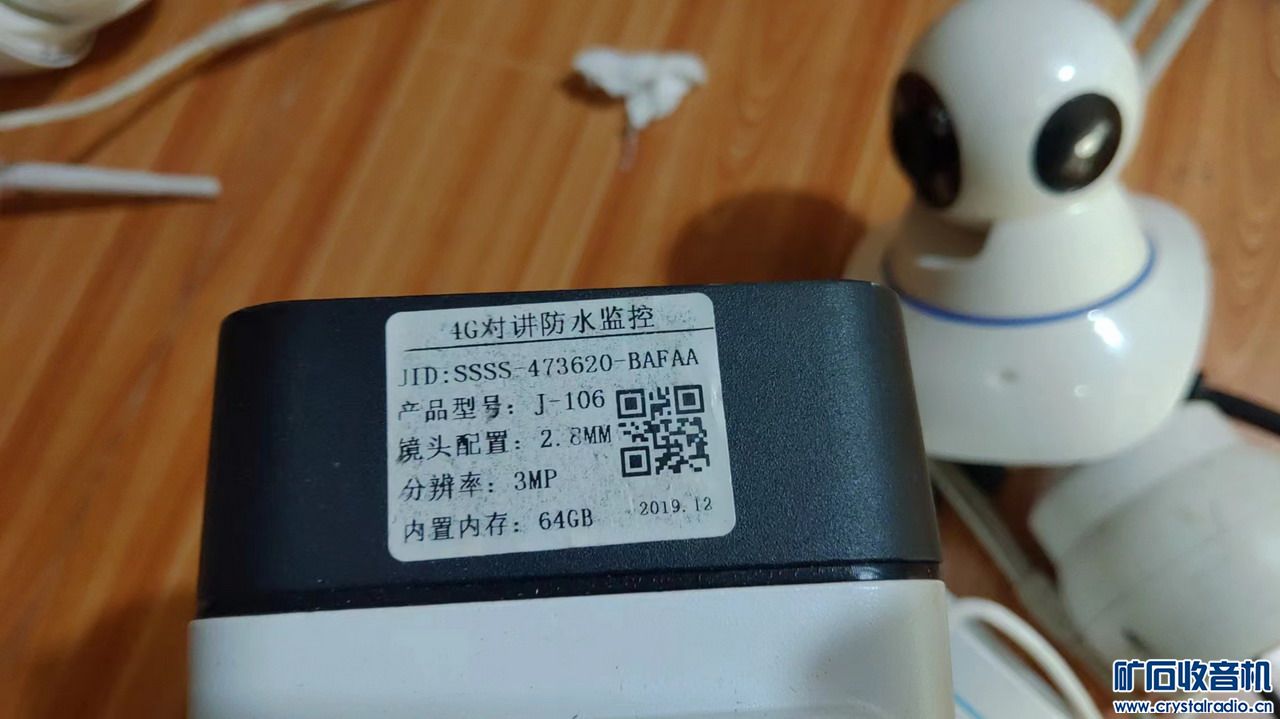 4G对讲防水监控
JID:SSSS-473620-BAFAA
产品型号: J-106
镜头配置: 2.8MM
分辨率: 3MP
内置内存: 64GB
2019.12
矿石收音机
www.crystalradio.cn